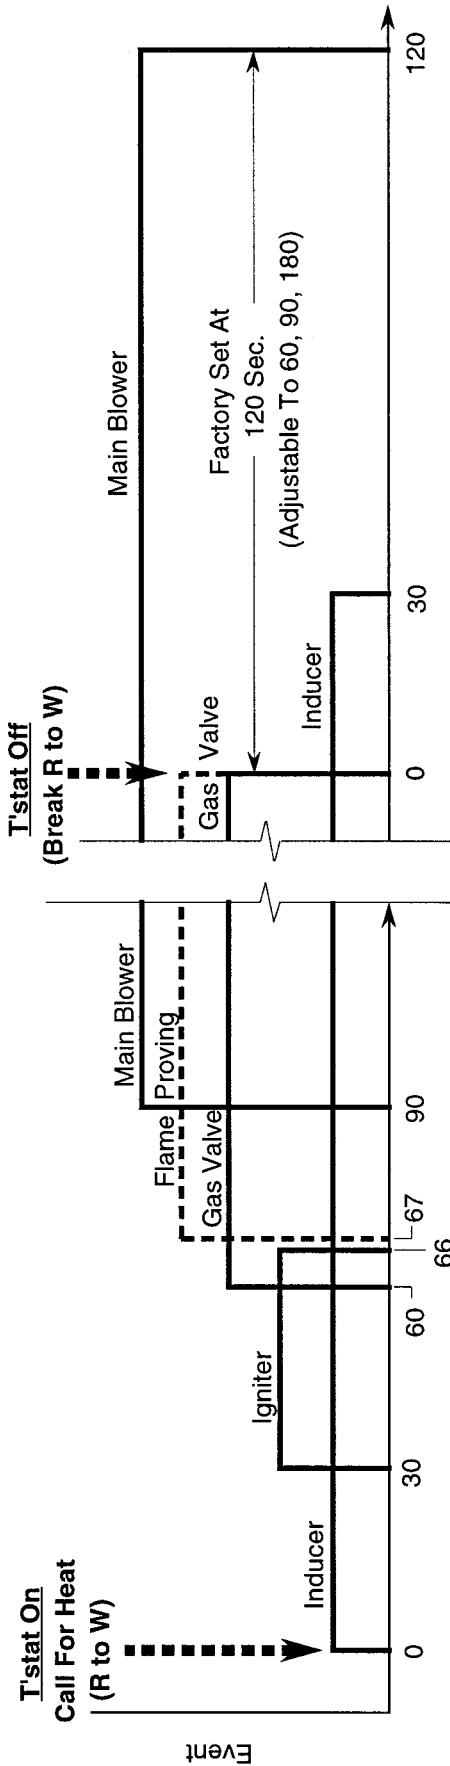 Event
T'stat On
Call For Heat
(R to W)
T'stat Off
(Break R to W)
Main Blower
Main Blower
Flame Proving
Gas Valve
Gas Valve
Igniter
Inducer
Inducer
Factory Set At
120 Sec.
(Adjustable To 60, 90, 180)
0
30
60
66
67
90
0
30
120